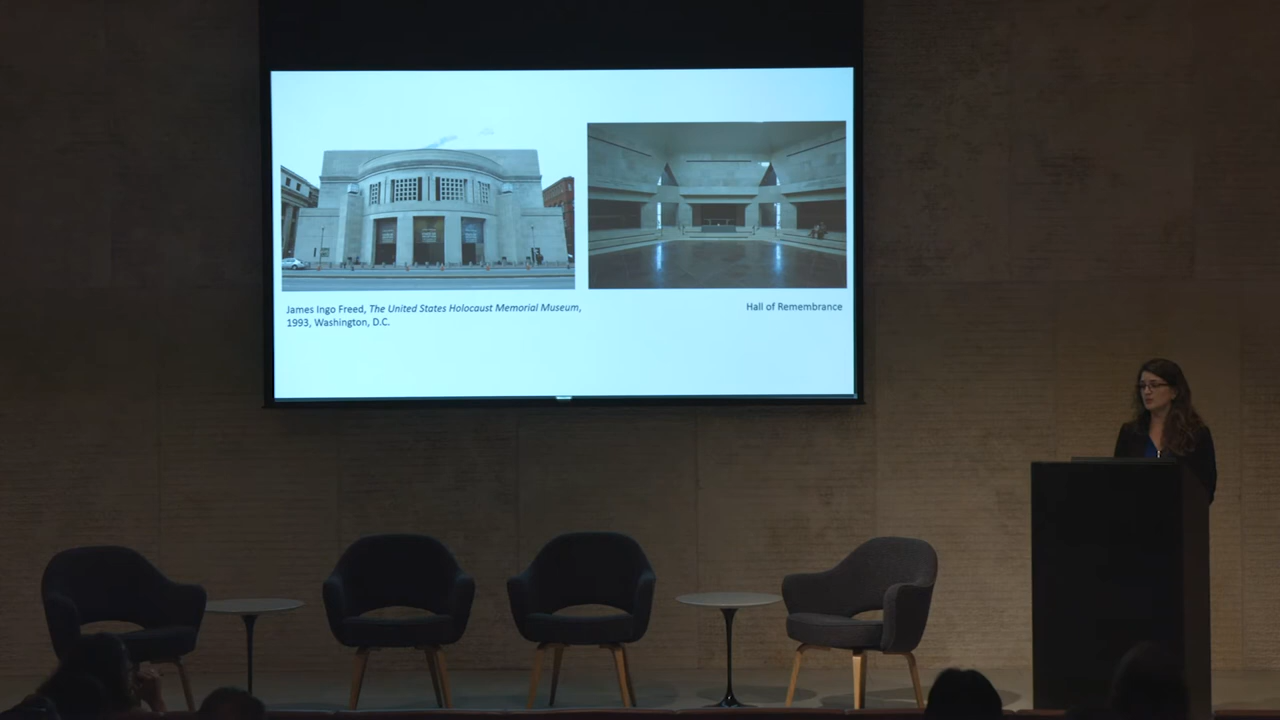 James Ingo Freed, The United States Holocaust Memorial Museum,
1993, Washington, D.C.
Hall of Remembrance